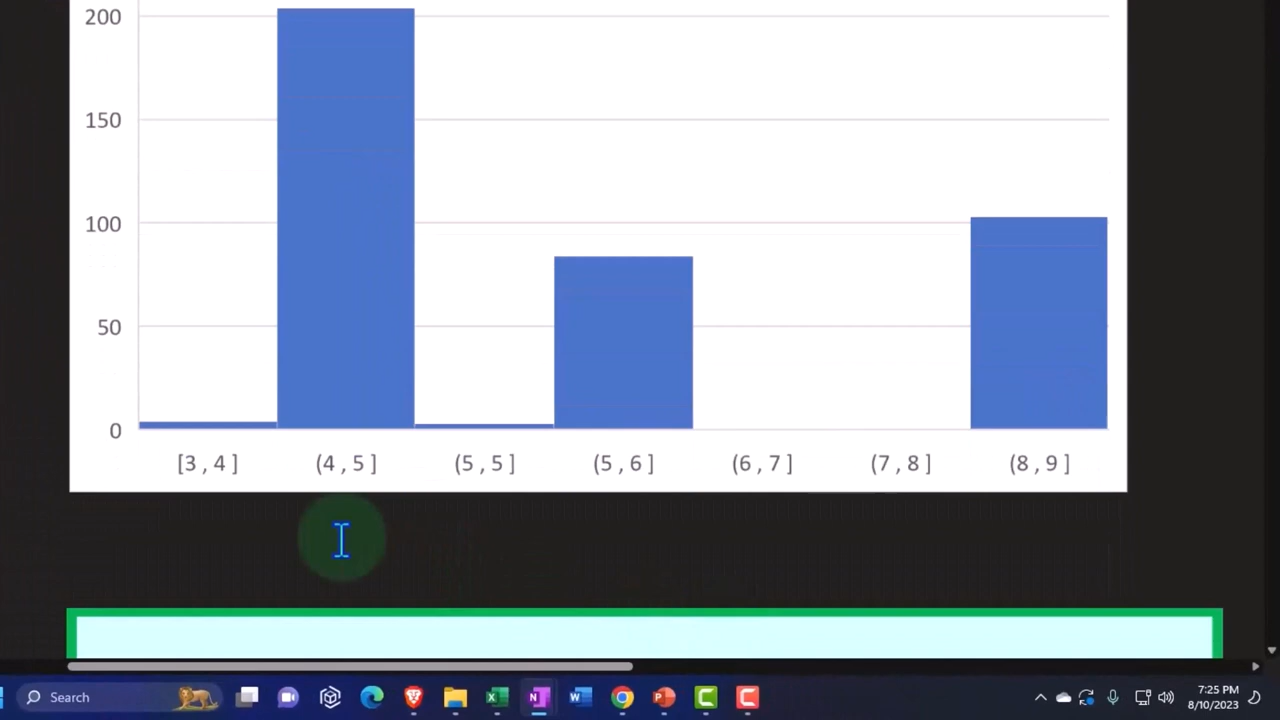 200
150
100
50
0
[3 , 4 ] (4 , 5 ] (5 , 5 ] (5 , 6 ] (6 , 7 ] (7 , 8 ] (8 , 9 ]
Search
N
W
P
7:25 PM
8/10/2023